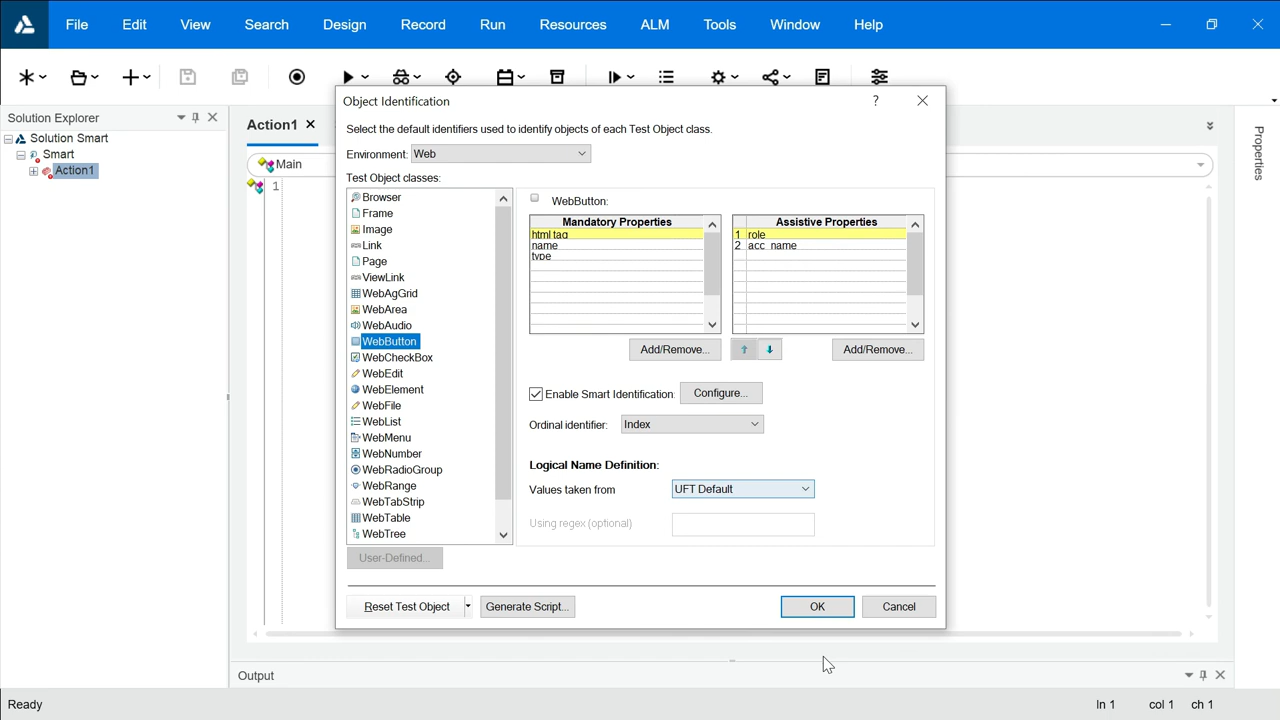 File Edit View Search Design Record Run Resources ALM Tools Window Help
Solution Explorer
Solution Smart
Smart
Action1
Action1
Main
1
Properties
Object Identification
Select the default identifiers used to identify objects of each Test Object class.
Environment: Web
Test Object classes:
Browser
Frame
Image
Link
Page
ViewLink
WebAgGrid
WebArea
WebAudio
WebButton
WebCheckBox
WebEdit
WebElement
WebFile
WebList
WebMenu
WebNumber
WebRadioGroup
WebRange
WebTabStrip
WebTable
WebTree
User-Defined...
WebButton:
Mandatory Properties
html tag
name
type
Add/Remove...
Assistive Properties
1 role
2 acc_name
Add/Remove...
Enable Smart Identification: Configure...
Ordinal identifier: Index
Logical Name Definition:
Values taken from UFT Default
Using regex (optional)
Reset Test Object Generate Script... OK Cancel
Output
Ready ln 1 col 1 ch 1